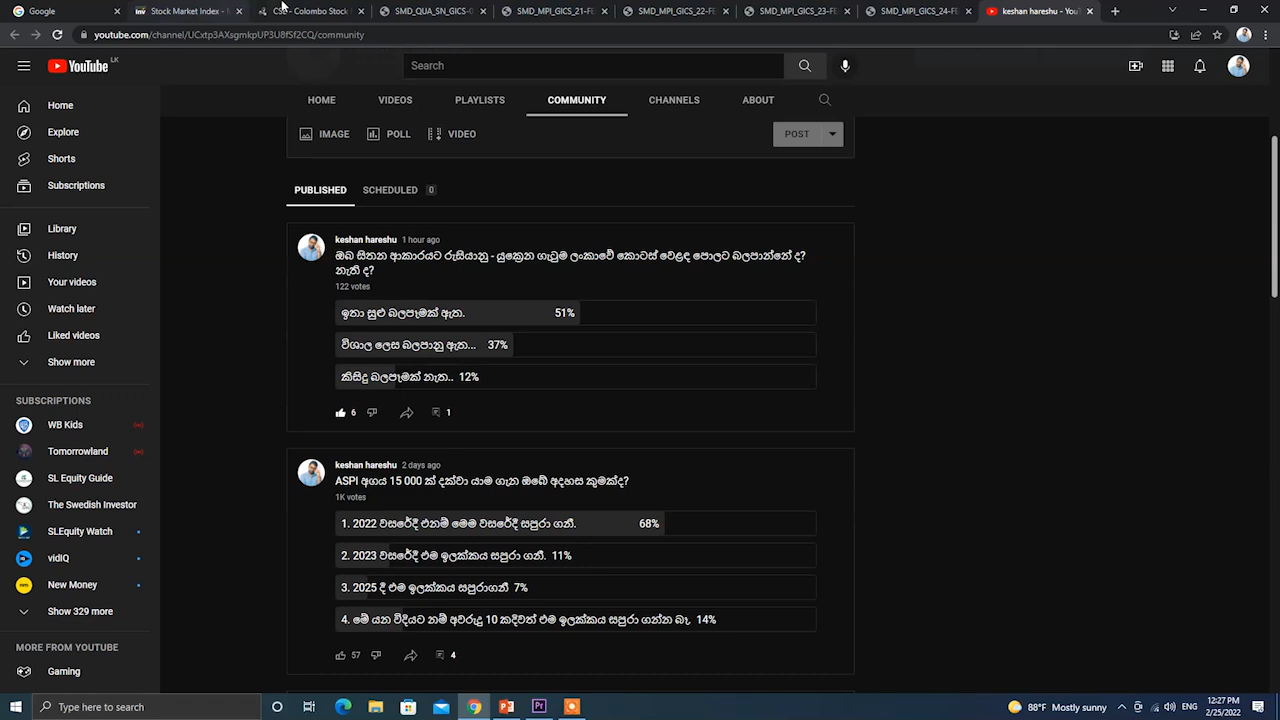 Google
Stock Market Index -
CSE - Colombo Stock
SMD_QUA_SN_GICS-0
SMD_MPI_GICS_21-FE
SMD_MPI_GICS_22-FE
SMD_MPI_GICS_23-FE
SMD_MPI_GICS_24-FE
keshan hareshu - YouT
youtube.com/channel/UCxtp3AXsgmkpUP3U8fSf2CQ/community
YouTube LK
Search
Home
Explore
Shorts
Subscriptions
Library
History
Your videos
Watch later
Liked videos
Show more
SUBSCRIPTIONS
WB Kids
Tomorrowland
SL Equity Guide
The Swedish Investor
SLEquity Watch
vidIQ
New Money
Show 329 more
MORE FROM YOUTUBE
Gaming
HOME VIDEOS PLAYLISTS COMMUNITY CHANNELS ABOUT
IMAGE POLL VIDEO POST
PUBLISHED SCHEDULED 0
keshan hareshu 1 hour ago
ඔබ සිතන ආකාරයට රුසියානු - යුක්‍රෙන ගැටුම ලංකාවේ කොටස් වෙළඳ පොලට බලපාන්නේ ද?
නැති ද?
122 votes
ඉතා සුළු බලපෑමක් ඇත. 51%
විශාල ලෙස බලපානු ඇත... 37%
කිසිදු බලපෑමක් නැත.. 12%
6 1
keshan hareshu 2 days ago
ASPI අගය 15 000 ක් දක්වා යාම ගැන ඔබේ අදහස කුමක්ද?
1K votes
1. 2022 වසරේදී එනම් මෙම වසරේදී සපුරා ගනී. 68%
2. 2023 වසරේදී එම ඉලක්කය සපුරා ගනී. 11%
3. 2025 දී එම ඉලක්කය සපුරාගනී 7%
4. මේ යන විදියට නම් අවරුදු 10 කදිවත් එම ඉලක්කය සපුරා ගන්න බෑ. 14%
57 4
Type here to search
88°F Mostly sunny
ENG
12:27 PM
2/25/2022